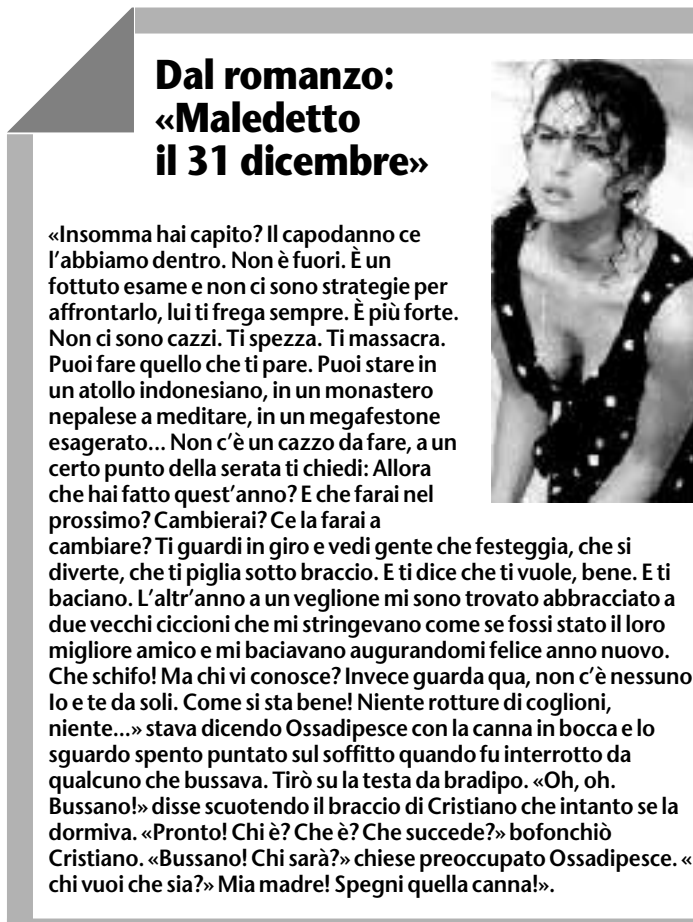 Dal romanzo:
«Maledetto
il 31 dicembre»
«Insomma hai capito? Il capodanno ce
l'abbiamo dentro. Non è fuori. È un
fottuto esame e non ci sono strategie per
affrontarlo, lui ti frega sempre. È più forte.
Non ci sono cazzi. Ti spezza. Ti massacra.
Puoi fare quello che ti pare. Puoi stare in
un atollo indonesiano, in un monastero
nepalese a meditare, in un megafestone
esagerato... Non c'è un cazzo da fare, a un
certo punto della serata ti chiedi: Allora
che hai fatto quest'anno? E che farai nel
prossimo? Cambierai? Ce la farai a
cambiare? Ti guardi in giro e vedi gente che festeggia, che si
diverte, che ti piglia sotto braccio. E ti dice che ti vuole, bene. E ti
baciano. L'altr'anno a un veglione mi sono trovato abbracciato a
due vecchi ciccioni che mi stringevano come se fossi stato il loro
migliore amico e mi baciavano augurandomi felice anno nuovo.
Che schifo! Ma chi vi conosce? Invece guarda qua, non c'è nessuno
Io e te da soli. Come si sta bene! Niente rotture di coglioni,
niente...» stava dicendo Ossadipesce con la canna in bocca e lo
sguardo spento puntato sul soffitto quando fu interrotto da
qualcuno che bussava. Tirò su la testa da bradipo. «Oh, oh.
Bussano!» disse scuotendo il braccio di Cristiano che intanto se la
dormiva. «Pronto! Chi è? Che è? Che succede?» bofonchiò
Cristiano. «Bussano! Chi sarà?» chiese preoccupato Ossadipesce. «
chi vuoi che sia?» Mia madre! Spegni quella canna!».